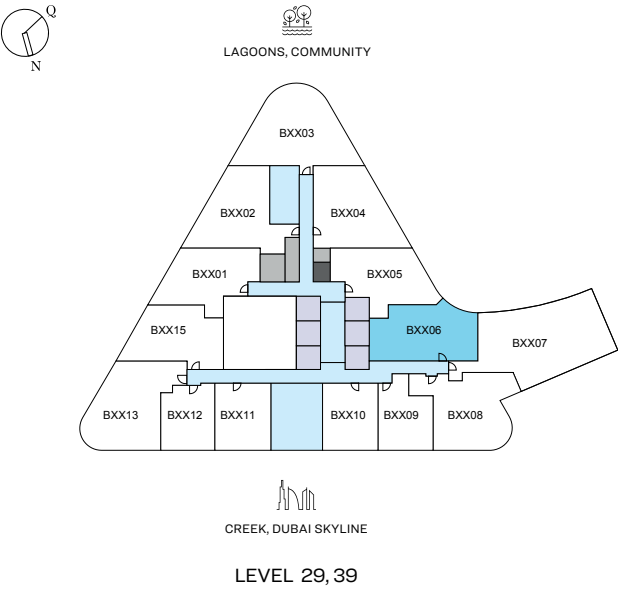 Q
N
LAGOONS, COMMUNITY
BXX03
BXX02
BXX04
BXX01
BXX05
BXX15
BXX06
BXX07
BXX13
BXX12
BXX11
BXX10
BXX09
BXX08
CREEK, DUBAI SKYLINE
LEVEL 29, 39